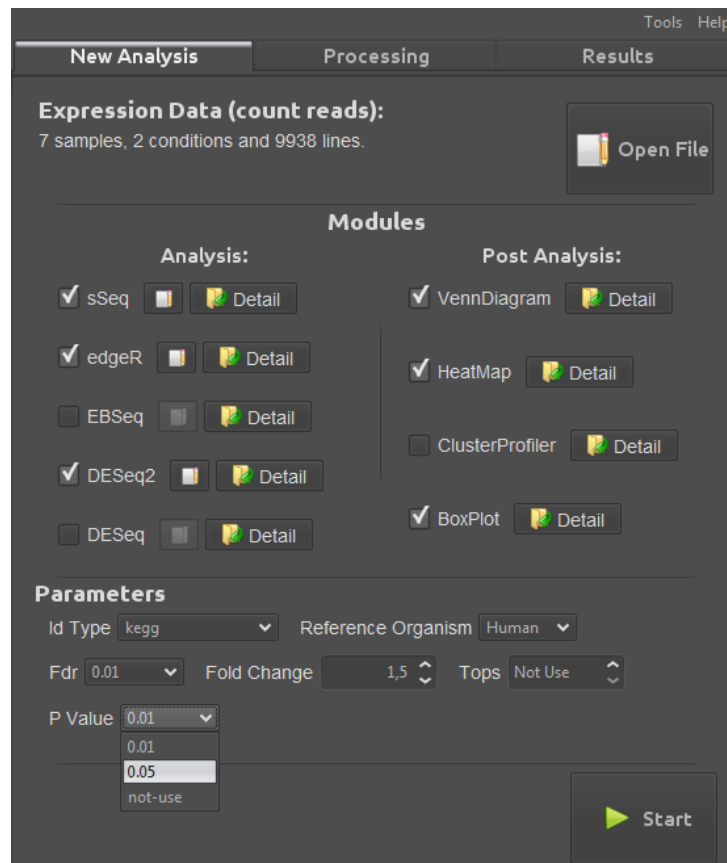 Tools Help
New Analysis Processing Results
Expression Data (count reads):
7 samples, 2 conditions and 9938 lines.
Open File
Modules
Analysis: Post Analysis:
sSeq Detail VennDiagram Detail
edgeR Detail
HeatMap Detail
EBSeq Detail
ClusterProfiler Detail
DESeq2 Detail
BoxPlot Detail
DESeq Detail
Parameters
Id Type kegg Reference Organism Human
Fdr 0.01 Fold Change 1,5 Tops Not Use
P Value 0.01
0.01
0.05
not-use
Start